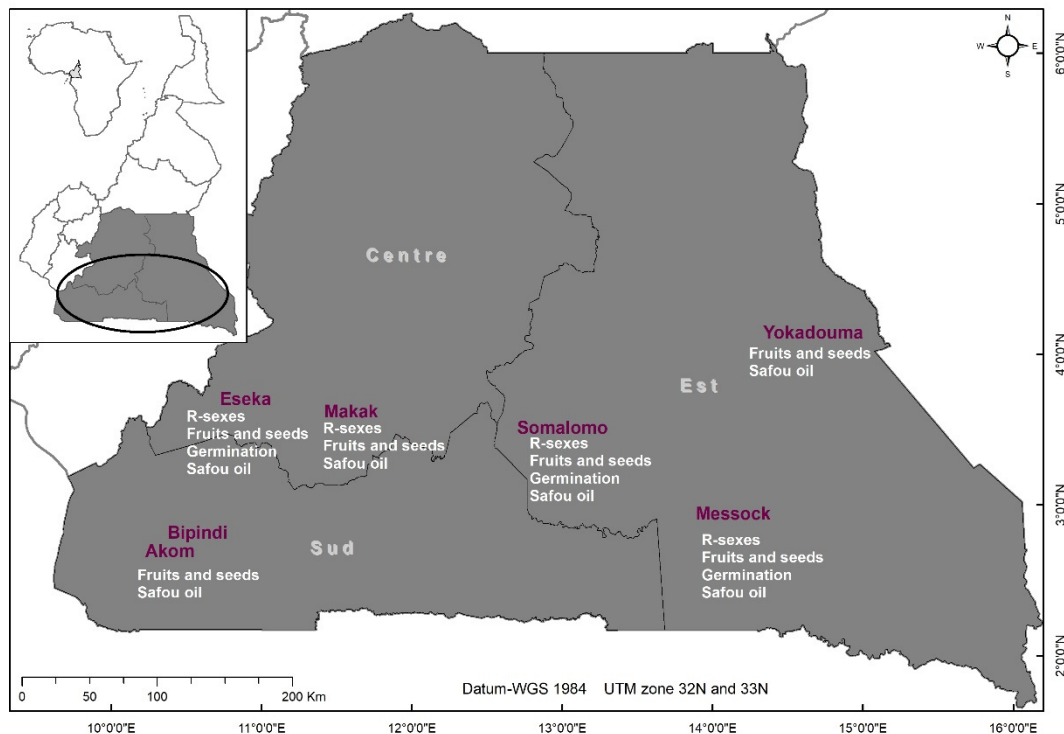 N
W E
S
6°0'0"N
Centre
5°0'0"N
Yokadouma
Fruits and seeds
Safou oil
4°0'0"N
Est
Eseka
R-sexes
Fruits and seeds
Germination
Safou oil
Makak
R-sexes
Fruits and seeds
Safou oil
Somalomo
R-sexes
Fruits and seeds
Germination
Safou oil
3°0'0"N
Messock
R-sexes
Fruits and seeds
Germination
Safou oil
Bipindi
Akom
Fruits and seeds
Safou oil
Sud
2°0'0"N
0 50 100 200 Km
Datum-WGS 1984 UTM zone 32N and 33N
10°0'0"E 11°0'0"E 12°0'0"E 13°0'0"E 14°0'0"E 15°0'0"E 16°0'0"E